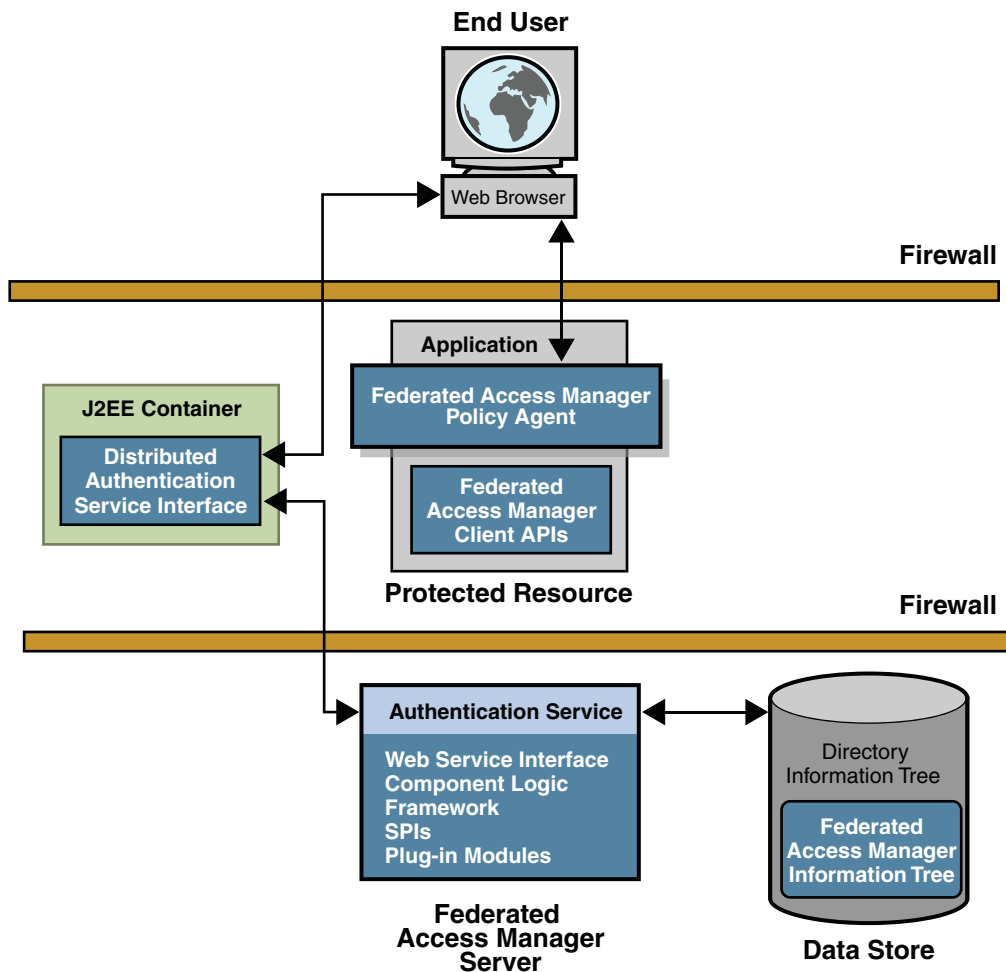 End User
Web Browser
Firewall
Application
Federated Access Manager
Policy Agent
J2EE Container
Distributed
Authentication
Service Interface
Federated
Access Manager
Client APIs
Protected Resource
Firewall
Authentication Service
Web Service Interface
Component Logic
Framework
SPIs
Plug-in Modules
Directory
Information Tree
Federated
Access Manager
Information Tree
Federated
Access Manager
Server
Data Store